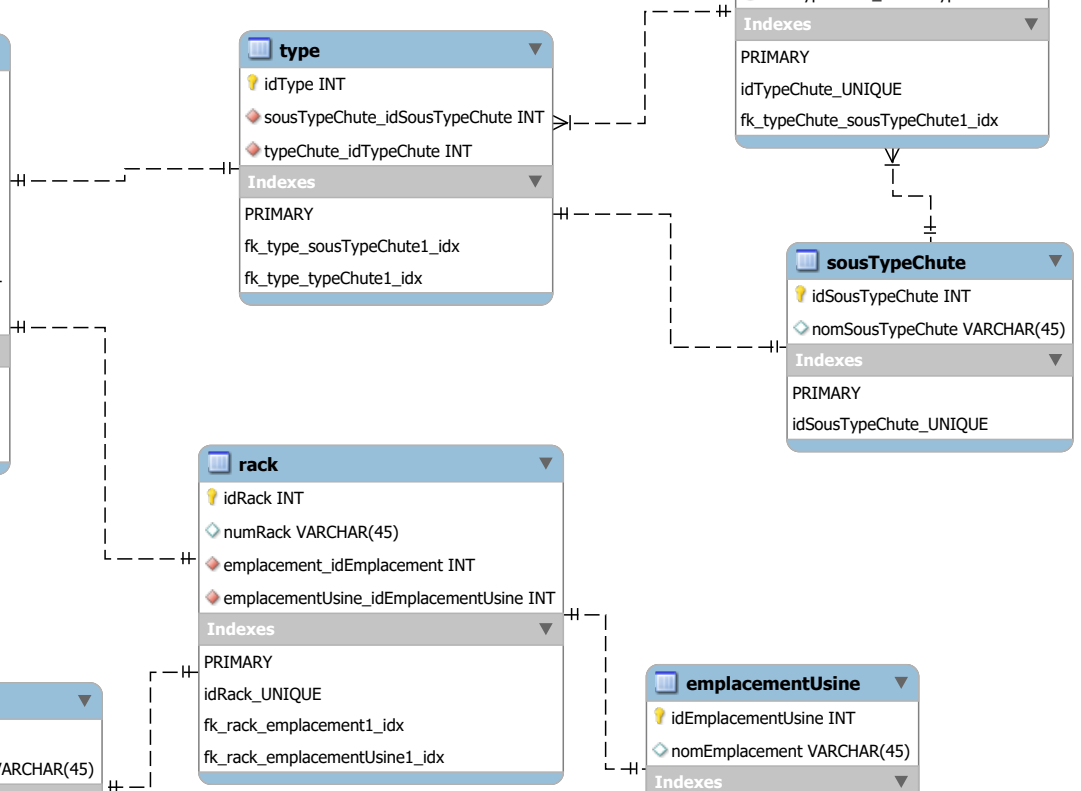 Indexes
PRIMARY
idTypeChute_UNIQUE
fk_typeChute_sousTypeChute1_idx
type
idType INT
sousTypeChute_idSousTypeChute INT
typeChute_idTypeChute INT
Indexes
PRIMARY
fk_type_sousTypeChute1_idx
fk_type_typeChute1_idx
sousTypeChute
idSousTypeChute INT
nomSousTypeChute VARCHAR(45)
Indexes
PRIMARY
idSousTypeChute_UNIQUE
rack
idRack INT
numRack VARCHAR(45)
emplacement_idEmplacement INT
emplacementUsine_idEmplacementUsine INT
Indexes
PRIMARY
idRack_UNIQUE
fk_rack_emplacement1_idx
fk_rack_emplacementUsine1_idx
emplacementUsine
idEmplacementUsine INT
nomEmplacement VARCHAR(45)
Indexes
VARCHAR(45)